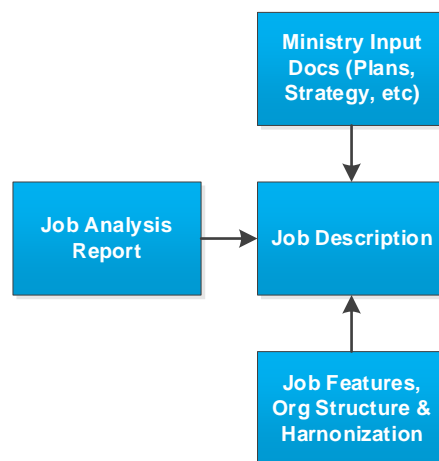 Ministry Input
Docs (Plans,
Strategy, etc)
Job Analysis
Report
Job Description
Job Features,
Org Structure &
Harnonization